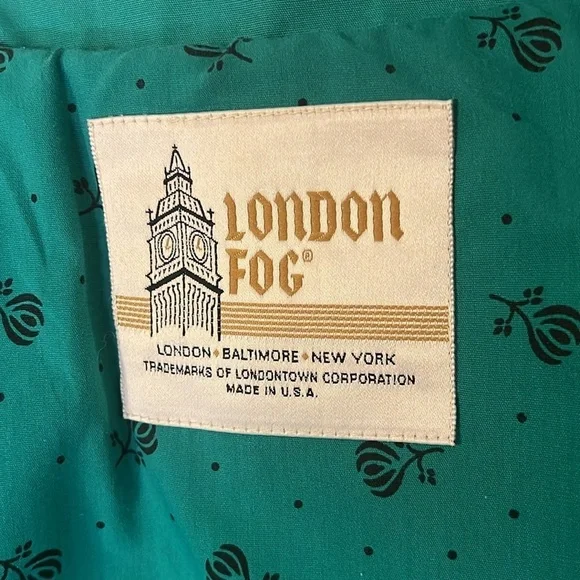 LONDON
FOG®
LONDON • BALTIMORE • NEW YORK
TRADEMARKS OF LONDONTOWN CORPORATION
MADE IN U.S.A.